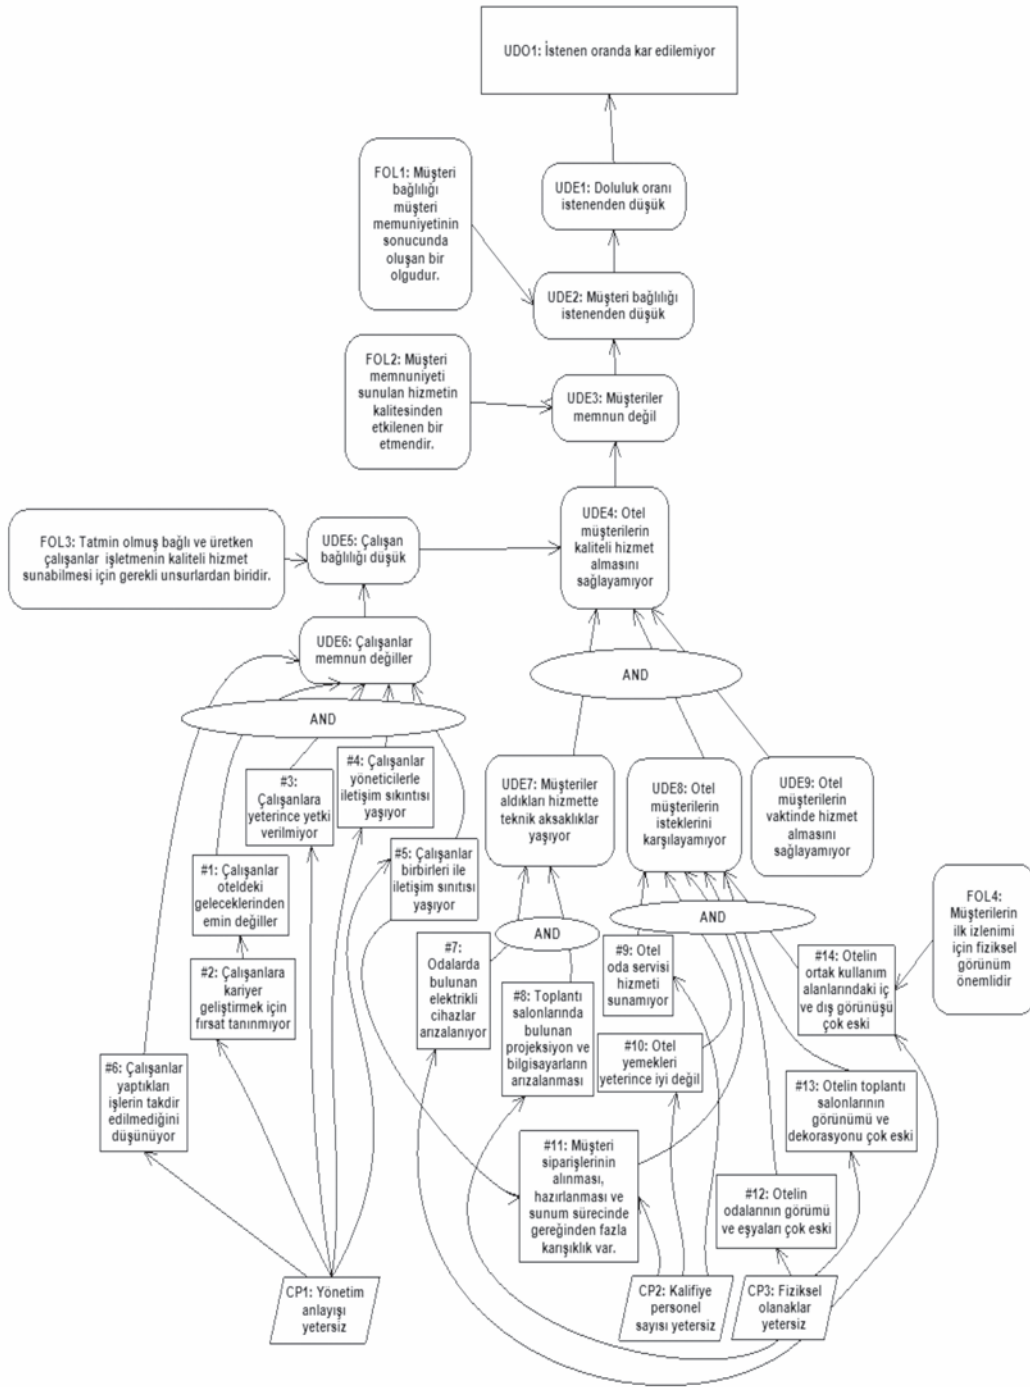 UDO1: İstenen oranda kar edilemiyor
FOL1: Müşteri
bağlılığı
müşteri
memuniyetinin
sonucunda
oluşan bir
olgudur.
UDE1: Doluluk oranı
istenenden düşük
UDE2: Müşteri bağlılığı
istenenden düşük
FOL2: Müşteri
memnuniyeti
sunulan hizmetin
kalitesinden
etkilenen bir
etmendir.
UDE3: Müşteriler
memnun değil
UDE4: Otel
müşterilerin
kaliteli hizmet
almasını
sağlayamıyor
FOL3: Tatmin olmuş bağlı ve üretken
çalışanlar işletmenin kaliteli hizmet
sunabilmesi için gerekli unsurlardan biridir.
UDE5: Çalışan
bağlılığı düşük
UDE6: Çalışanlar
memnun değiller
AND
AND
#4: Çalışanlar
yöneticilerle
iletişim sıkıntısı
yaşıyor
#3:
Çalışanlara
yeterince yetki
verilmiyor
UDE7: Müşteriler
aldıkları hizmette
teknik aksaklıklar
yaşıyor
UDE8: Otel
müşterilerin
isteklerini
karşılayamıyor
UDE9: Otel
müşterilerin
vaktinde hizmet
almasını
sağlayamıyor
#5: Çalışanlar
birbirleri ile
iletişim sınıtısı
yaşıyor
#1: Çalışanlar
oteldeki
geleceklerinden
emin değiller
FOL4:
Müşterilerin
ilk izlenimi
için fiziksel
görünüm
önemlidir
AND
AND
#2: Çalışanlara
kariyer
geliştirmek için
fırsat tanınmıyor
#7:
Odalarda
bulunan
elektrikli
cihazlar
arızalanıyor
#8: Toplantı
salonlarında
bulunan
projeksiyon ve
bilgisayarların
arızalanması
#9: Otel
oda servisi
hizmeti
sunamıyor
#14: Otelin
ortak kullanım
alanlarındaki iç
ve dış görünüşü
çok eski
#10: Otel
yemekleri
yeterince iyi değil
#6: Çalışanlar
yaptıkları
işlerin takdir
edilmediğini
düşünüyor
#13: Otelin toplantı
salonlarının
görünümü ve
dekorasyonu çok eski
#11: Müşteri
siparişlerinin
alınması,
hazırlanması ve
sunum sürecinde
gereğinden fazla
karışıklık var.
#12: Otelin
odalarının görümü
ve eşyaları çok eski
CP1: Yönetim
anlayışı
yetersiz
CP2: Kalifiye
personel
sayısı yetersiz
CP3: Fiziksel
olanaklar
yetersiz